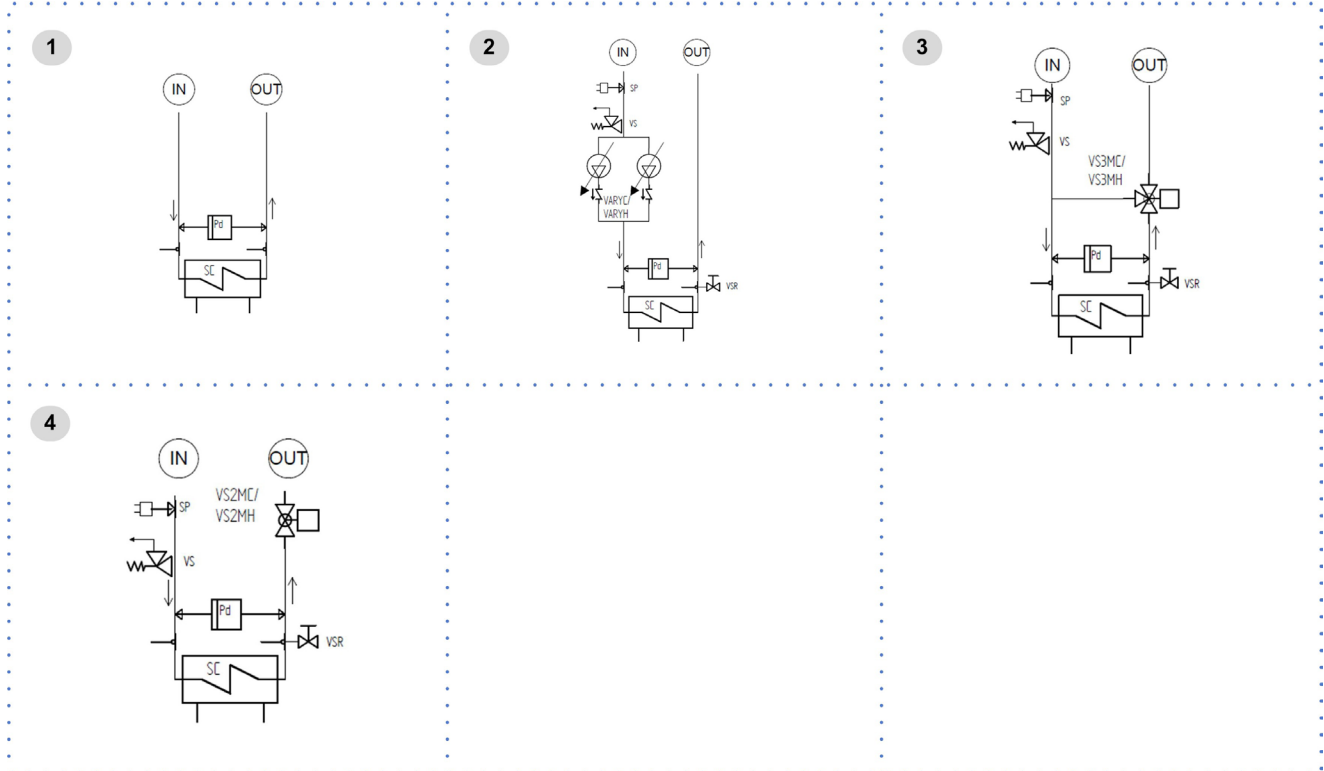 1
IN
OUT
Pd
SC
2
IN
OUT
SP
VS
VARYC/
VARYH
Pd
VSR
SC
3
IN
OUT
SP
VS
VS3MC/
VS3MH
Pd
VSR
SC
4
IN
OUT
SP
VS2MC/
VS2MH
VS
Pd
VSR
SC